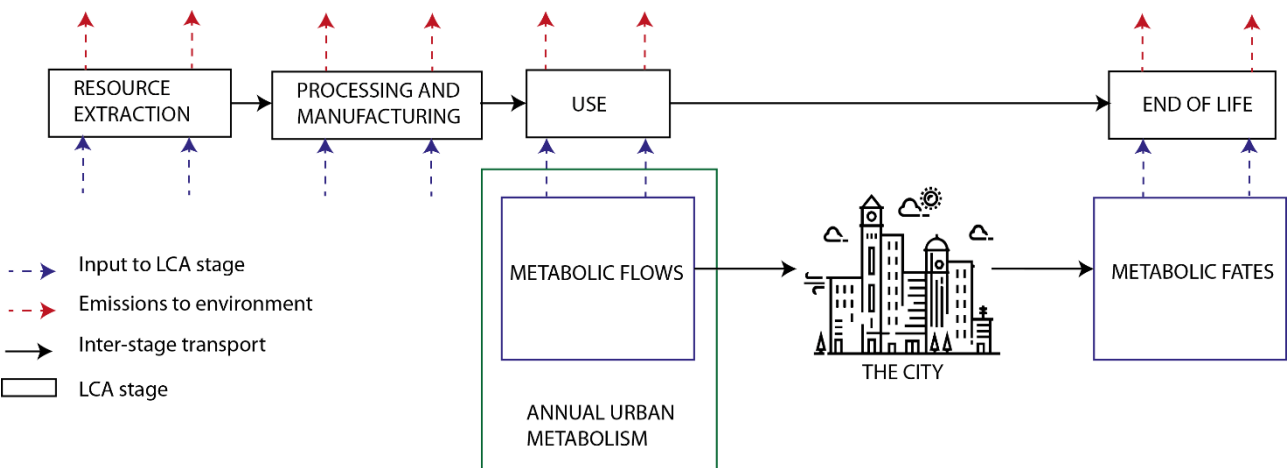 RESOURCE
EXTRACTION
PROCESSING AND
MANUFACTURING
USE
END OF LIFE
METABOLIC FLOWS
METABOLIC FATES
THE CITY
ANNUAL URBAN
METABOLISM
Input to LCA stage
Emissions to environment
Inter-stage transport
LCA stage